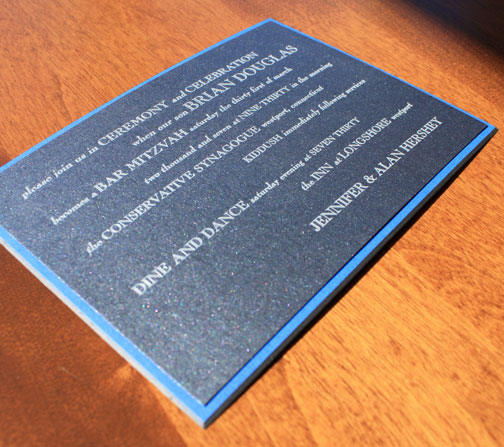 please join us in CEREMONY and CELEBRATION
when our son BRIAN DOUGLAS
becomes a BAR MITZVAH saturday the thirty first of march
two thousand and seven at NINE THIRTY in the morning
the CONSERVATIVE SYNAGOGUE, westport, connecticut
KIDDUSH immediately following services
DINE AND DANCE, saturday evening at SEVEN THIRTY
the INN at LONGSHORE, westport
JENNIFER & ALAN HERSHEY